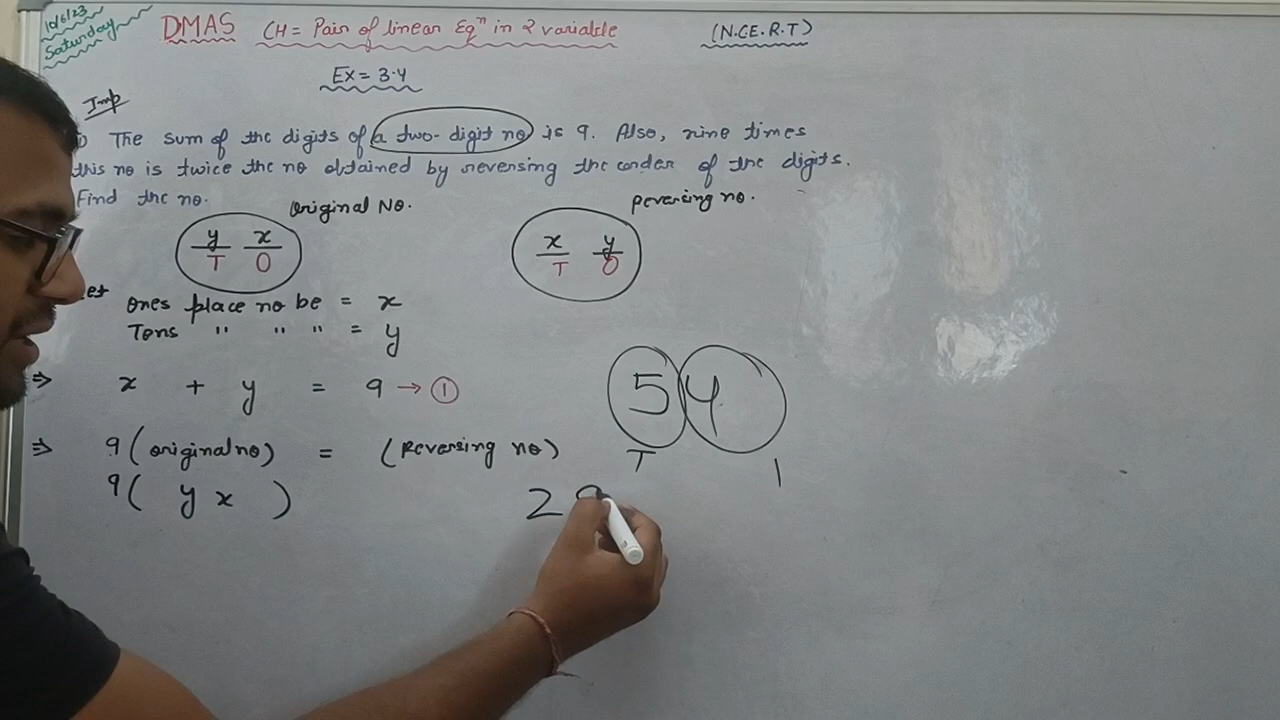 10/6/23
Saturday
DMAS CH = Pair of linear Eqⁿ in 2 variable (N.C.E.R.T)
Ex = 3.4
Imp
) The sum of the digits of a two-digit no is 9. Also, nine times
this no is twice the no obtained by reversing the order of the digits.
Find the no.
Original No. Reversing no.
y x
T O
x y
T O
et
Ones place no be = x
Tens " " " = y
⇒ x + y = 9 → ①
⇒ 9 (original no) = (Reversing no)
9( y x )
54
T 1
2